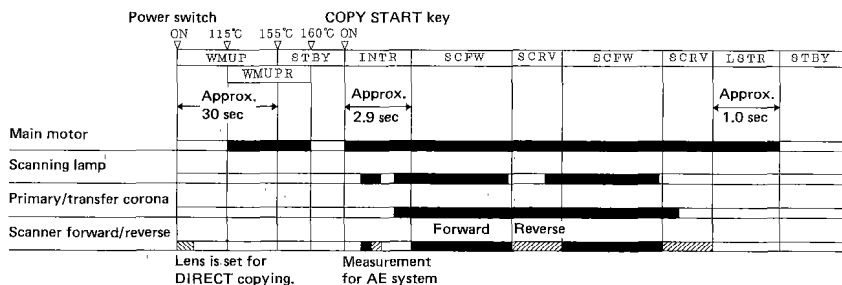 Power switch COPY START key
ON 115℃ 155℃ 160℃ ON
WMUP STBY INTR SCFW SCRV SCFW SCRV LSTR STBY
WMUPR
Approx. Approx. Approx.
30 sec 2.9 sec 1.0 sec
Main motor
Scanning lamp
Primary/transfer corona
Scanner forward/reverse Forward Reverse
Lens is set for Measurement
DIRECT copying. for AE system